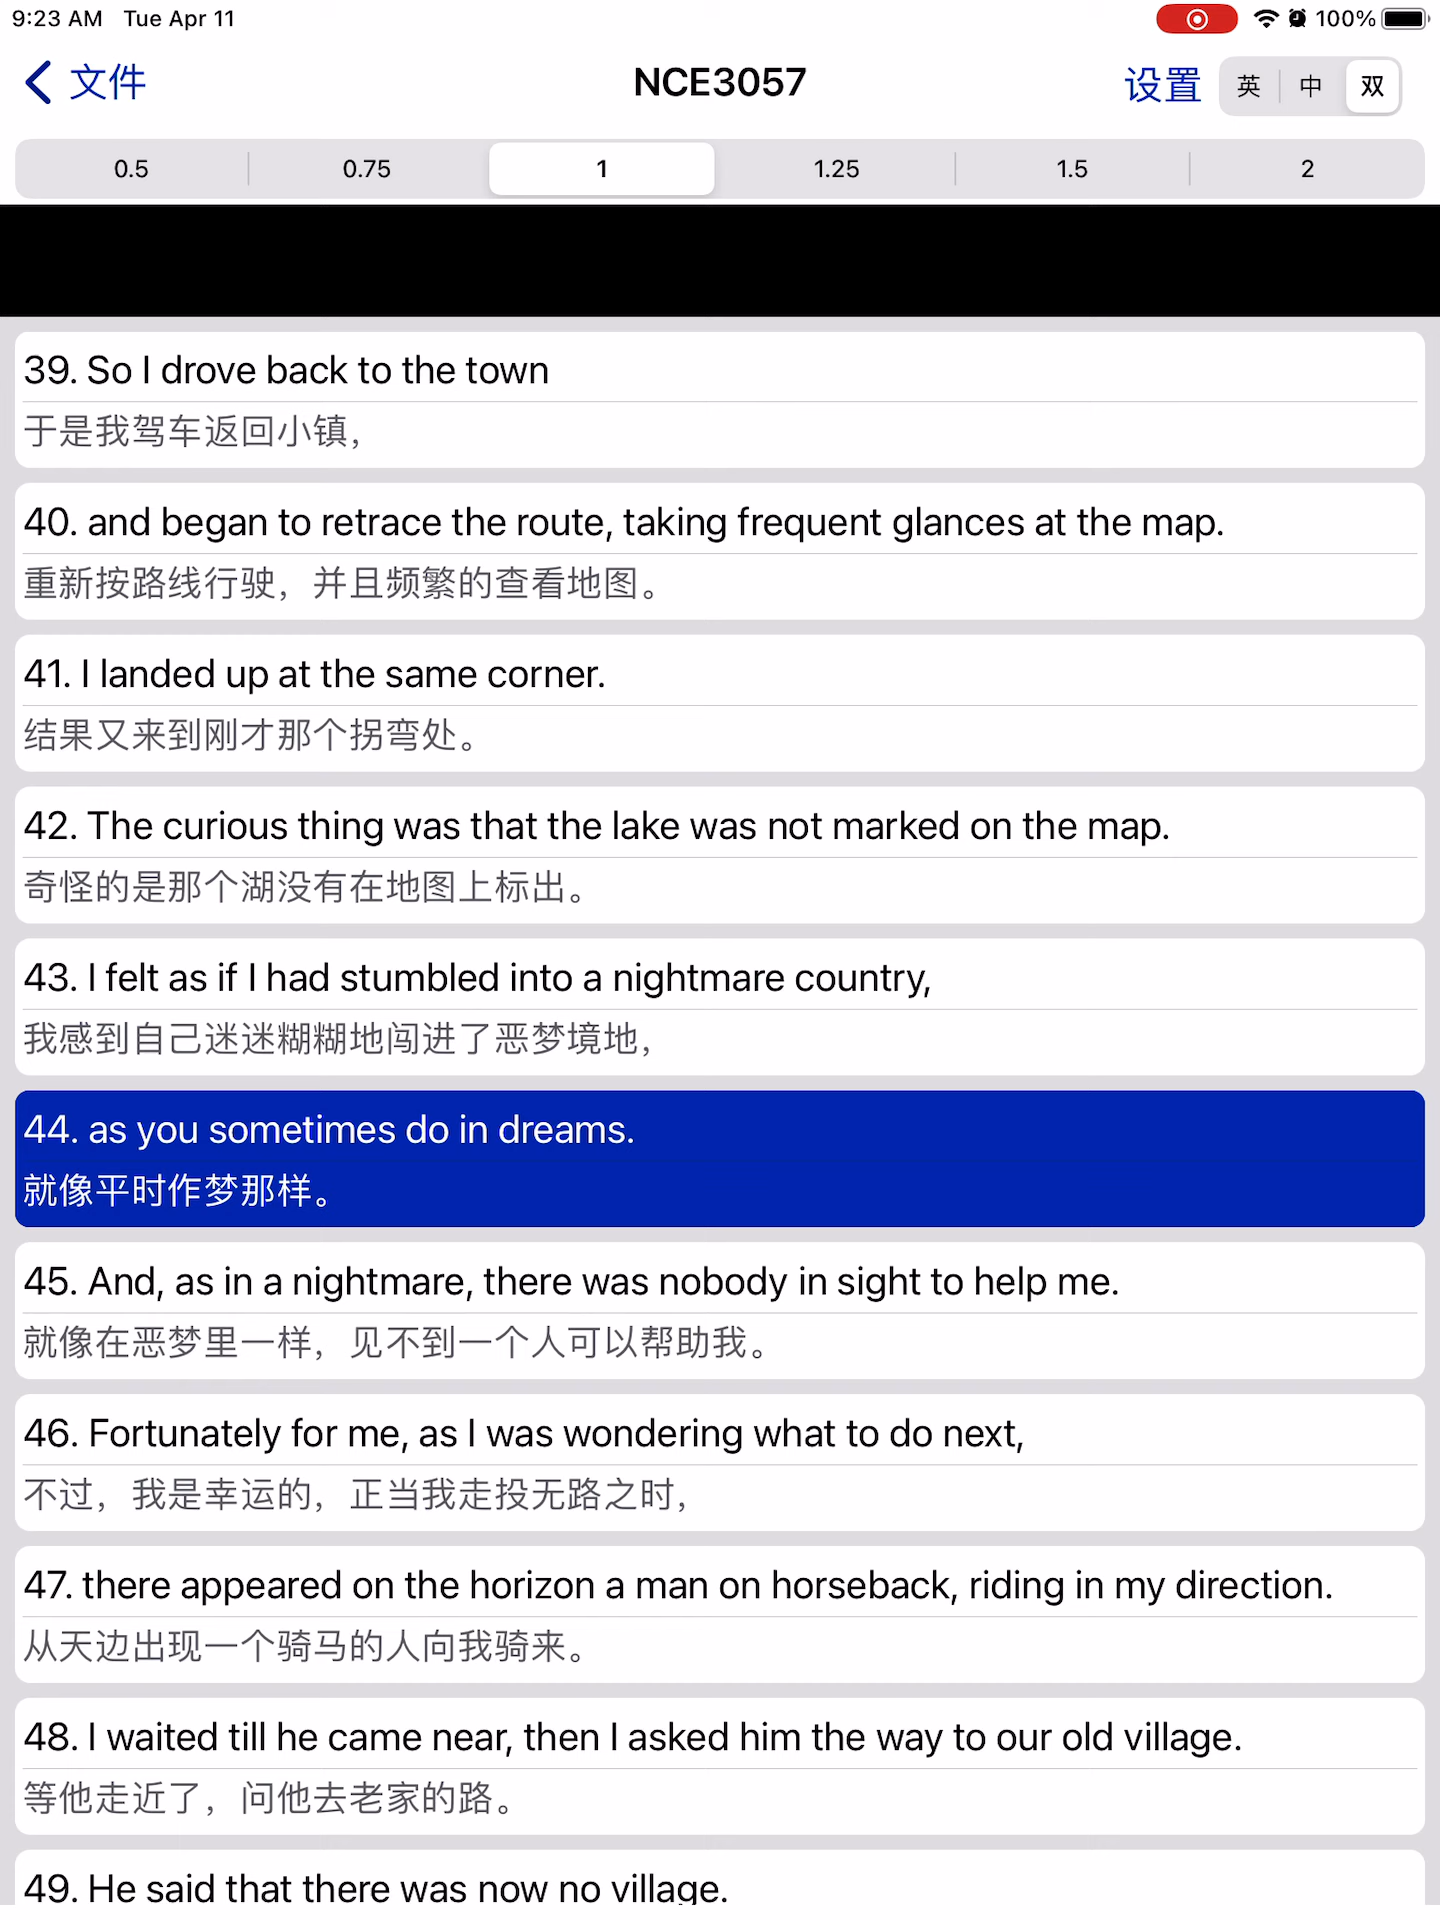 9:23 AM Tue Apr 11 100%
文件 NCE3057 设置 英 中 双
0.5 0.75 1 1.25 1.5 2
39. So I drove back to the town
于是我驾车返回小镇，
40. and began to retrace the route, taking frequent glances at the map.
重新按路线行驶，并且频繁的查看地图。
41. I landed up at the same corner.
结果又来到刚才那个拐弯处。
42. The curious thing was that the lake was not marked on the map.
奇怪的是那个湖没有在地图上标出。
43. I felt as if I had stumbled into a nightmare country,
我感到自己迷迷糊糊地闯进了恶梦境地，
44. as you sometimes do in dreams.
就像平时作梦那样。
45. And, as in a nightmare, there was nobody in sight to help me.
就像在恶梦里一样，见不到一个人可以帮助我。
46. Fortunately for me, as I was wondering what to do next,
不过，我是幸运的，正当我走投无路之时，
47. there appeared on the horizon a man on horseback, riding in my direction.
从天边出现一个骑马的人向我骑来。
48. I waited till he came near, then I asked him the way to our old village.
等他走近了，问他去老家的路。
49. He said that there was now no village.